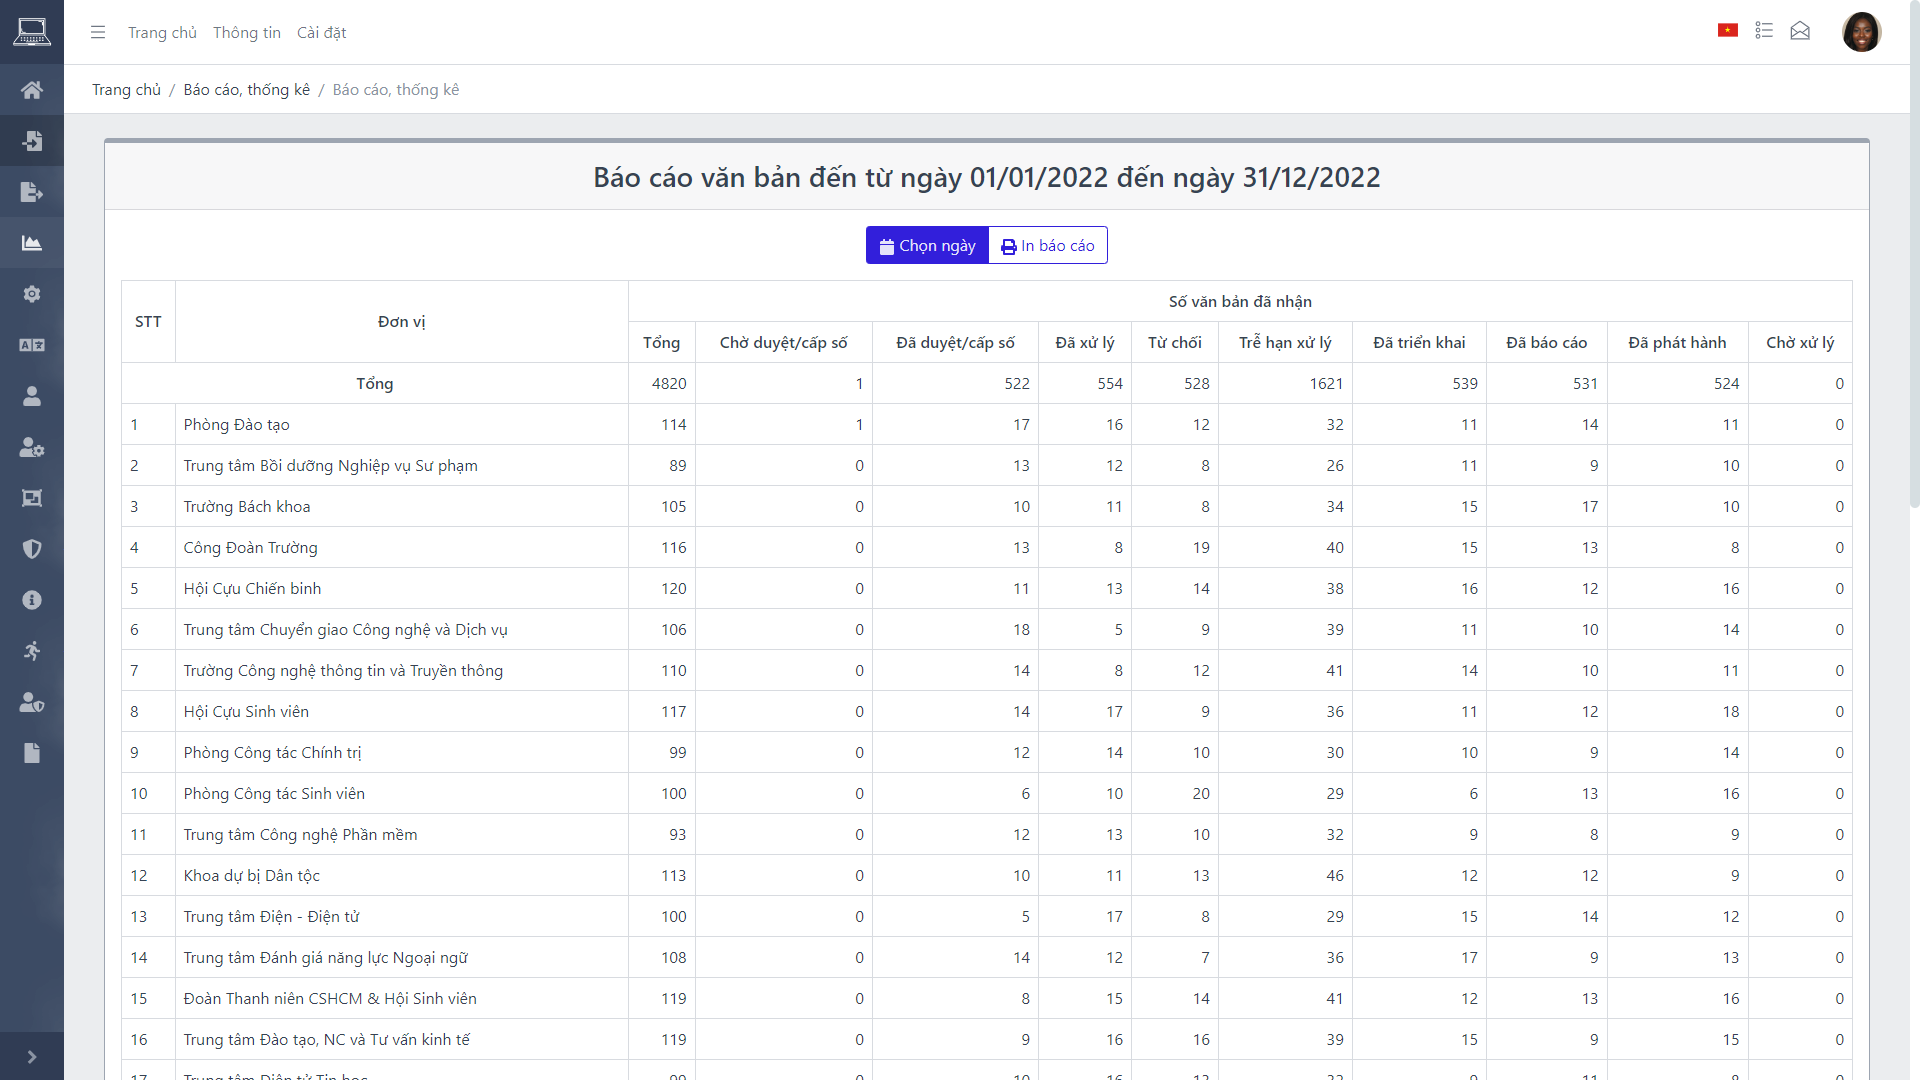 Trang chủ Thông tin Cài đặt
Trang chủ / Báo cáo, thống kê / Báo cáo, thống kê
Báo cáo văn bản đến từ ngày 01/01/2022 đến ngày 31/12/2022
Chọn ngày In báo cáo
STT Đơn vị Số văn bản đã nhận
Tổng Chờ duyệt/cấp số Đã duyệt/cấp số Đã xử lý Từ chối Trễ hạn xử lý Đã triển khai Đã báo cáo Đã phát hành Chờ xử lý
Tổng 4820 1 522 554 528 1621 539 531 524 0
1 Phòng Đào tạo 114 1 17 16 12 32 11 14 11 0
2 Trung tâm Bồi dưỡng Nghiệp vụ Sư phạm 89 0 13 12 8 26 11 9 10 0
3 Trường Bách khoa 105 0 10 11 8 34 15 17 10 0
4 Công Đoàn Trường 116 0 13 8 19 40 15 13 8 0
5 Hội Cựu Chiến binh 120 0 11 13 14 38 16 12 16 0
6 Trung tâm Chuyển giao Công nghệ và Dịch vụ 106 0 18 5 9 39 11 10 14 0
7 Trường Công nghệ thông tin và Truyền thông 110 0 14 8 12 41 14 10 11 0
8 Hội Cựu Sinh viên 117 0 14 17 9 36 11 12 18 0
9 Phòng Công tác Chính trị 99 0 12 14 10 30 10 9 14 0
10 Phòng Công tác Sinh viên 100 0 6 10 20 29 6 13 16 0
11 Trung tâm Công nghệ Phần mềm 93 0 12 13 10 32 9 8 9 0
12 Khoa dự bị Dân tộc 113 0 10 11 13 46 12 12 9 0
13 Trung tâm Điện - Điện tử 100 0 5 17 8 29 15 14 12 0
14 Trung tâm Đánh giá năng lực Ngoại ngữ 108 0 14 12 7 36 17 9 13 0
15 Đoàn Thanh niên CSHCM & Hội Sinh viên 119 0 8 15 14 41 12 13 16 0
16 Trung tâm Đào tạo, NC và Tư vấn kinh tế 119 0 9 16 16 39 15 9 15 0
17 Trung tâm Điện tử Tin học 99 0 10 16 13 32 9 11 8 0